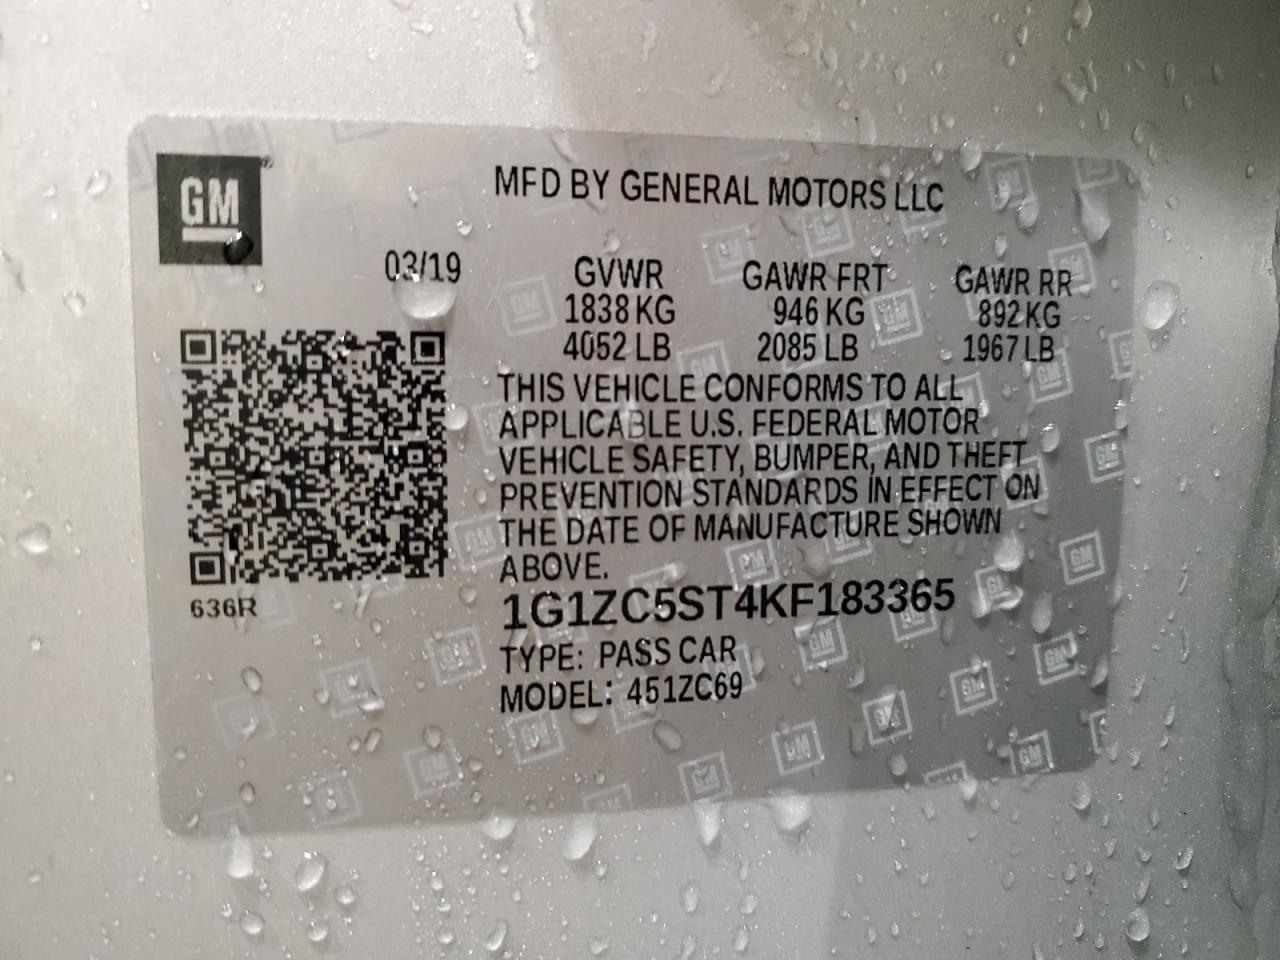 GM
MFD BY GENERAL MOTORS LLC
03/19
GVWR GAWR FRT GAWR RR
1838 KG 946 KG 892 KG
4052 LB 2085 LB 1967 LB
THIS VEHICLE CONFORMS TO ALL
APPLICABLE U.S. FEDERAL MOTOR
VEHICLE SAFETY, BUMPER, AND THEFT
PREVENTION STANDARDS IN EFFECT ON
THE DATE OF MANUFACTURE SHOWN
ABOVE.
636R
1G1ZC5ST4KF183365
TYPE: PASS CAR
MODEL: 451ZC69